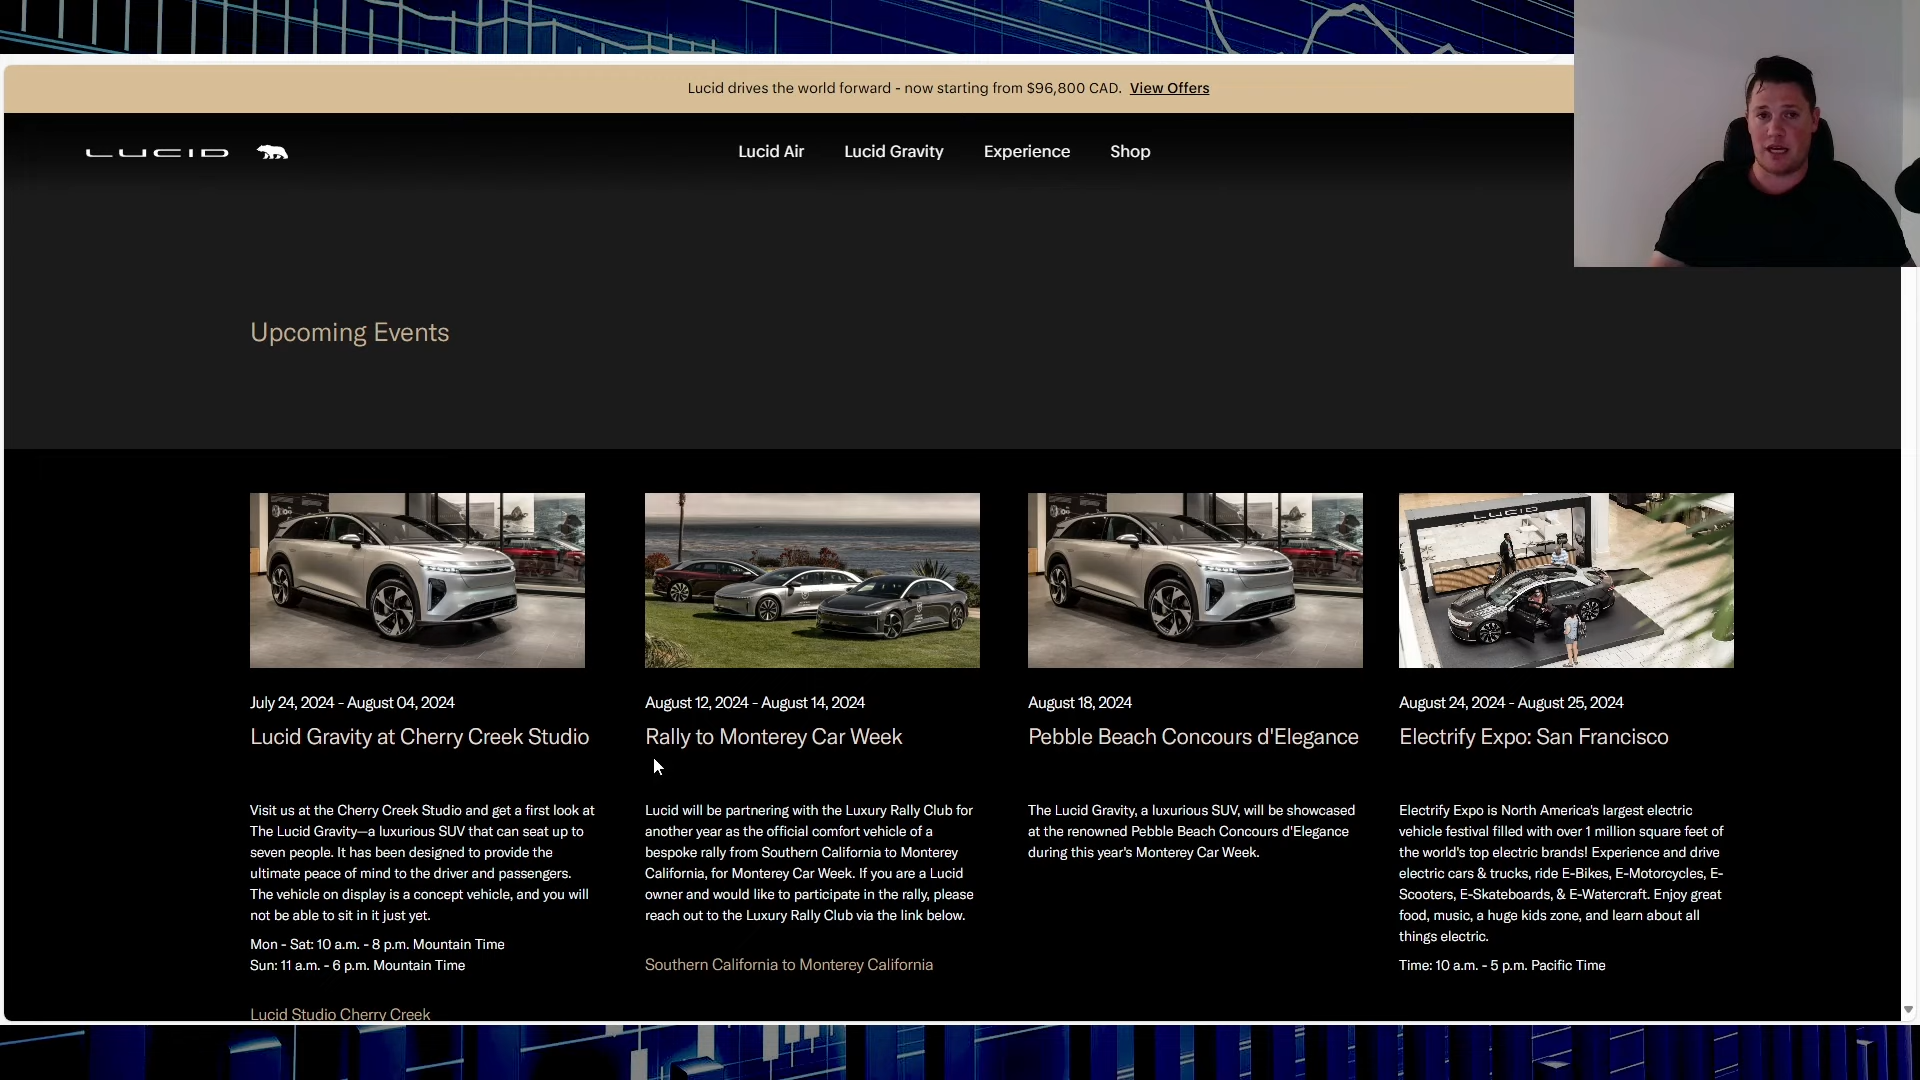 Lucid drives the world forward - now starting from $96,800 CAD. View Offers
LUCID
Lucid Air
Lucid Gravity
Experience
Shop
Upcoming Events
LUCID
July 24, 2024 - August 04, 2024
Lucid Gravity at Cherry Creek Studio
Visit us at the Cherry Creek Studio and get a first look at
The Lucid Gravity—a luxurious SUV that can seat up to
seven people. It has been designed to provide the
ultimate peace of mind to the driver and passengers.
The vehicle on display is a concept vehicle, and you will
not be able to sit in it just yet.
Mon - Sat: 10 a.m. - 8 p.m. Mountain Time
Sun: 11 a.m. - 6 p.m. Mountain Time
Lucid Studio Cherry Creek
August 12, 2024 - August 14, 2024
Rally to Monterey Car Week
Lucid will be partnering with the Luxury Rally Club for
another year as the official comfort vehicle of a
bespoke rally from Southern California to Monterey
California, for Monterey Car Week. If you are a Lucid
owner and would like to participate in the rally, please
reach out to the Luxury Rally Club via the link below.
Southern California to Monterey California
August 18, 2024
Pebble Beach Concours d'Elegance
The Lucid Gravity, a luxurious SUV, will be showcased
at the renowned Pebble Beach Concours d'Elegance
during this year's Monterey Car Week.
August 24, 2024 - August 25, 2024
Electrify Expo: San Francisco
Electrify Expo is North America's largest electric
vehicle festival filled with over 1 million square feet of
the world's top electric brands! Experience and drive
electric cars & trucks, ride E-Bikes, E-Motorcycles, E-
Scooters, E-Skateboards, & E-Watercraft. Enjoy great
food, music, a huge kids zone, and learn about all
things electric.
Time: 10 a.m. - 5 p.m. Pacific Time